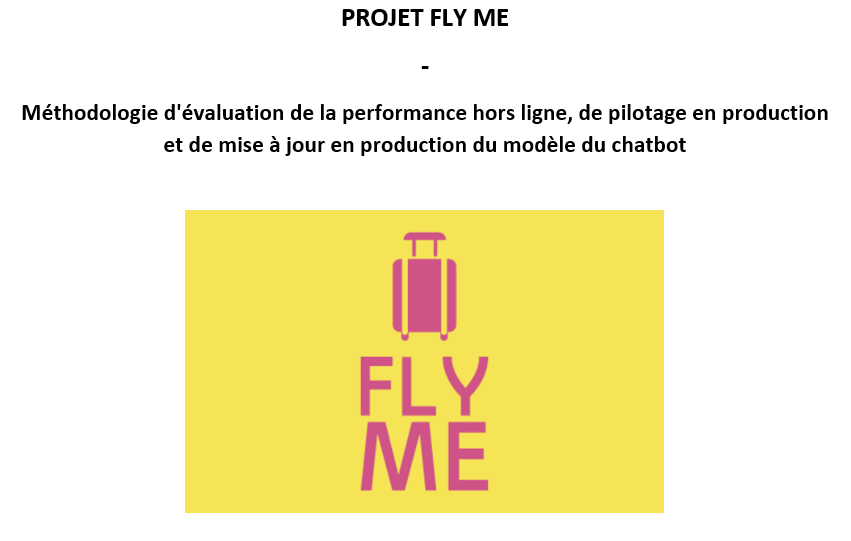 PROJET FLY ME
-
Méthodologie d'évaluation de la performance hors ligne, de pilotage en production
et de mise à jour en production du modèle du chatbot
FLY
ME